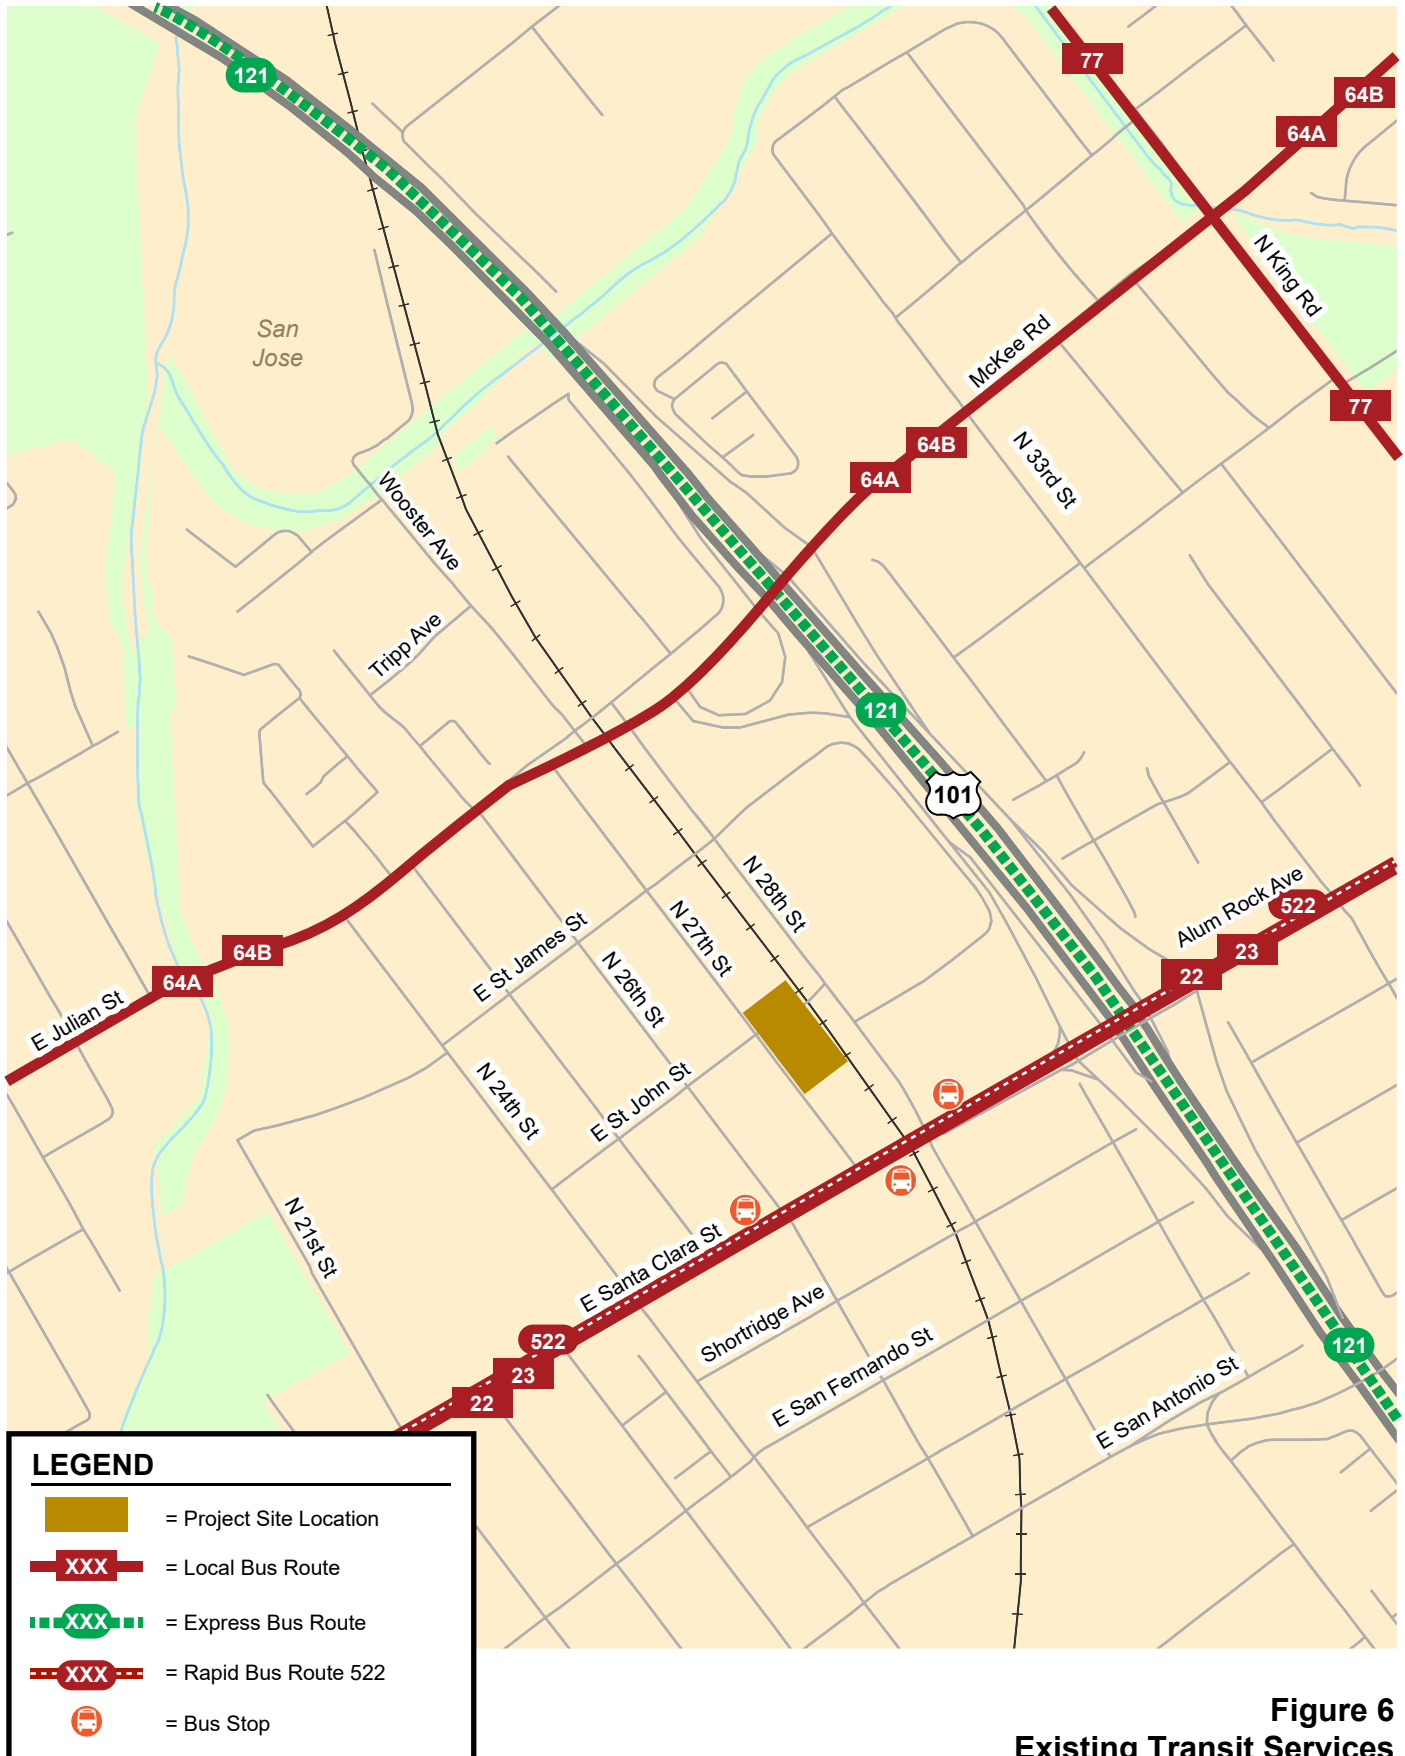 121
77
64B
64A
N King Rd
San
Jose
McKee Rd
77
64B
64A
N 33rd St
Wooster Ave
Tripp Ave
121
101
N 28th St
Alum Rock Ave
522
N 27th St
E St James St
64B
23
64A
22
N 26th St
E Julian St
N 24th St
E St John St
N 21st St
E Santa Clara St
Shortridge Ave
522
E San Fernando St
121
23
E San Antonio St
22
LEGEND
= Project Site Location
XXX = Local Bus Route
XXX = Express Bus Route
XXX = Rapid Bus Route 522
= Bus Stop
Figure 6
Existing Transit Services